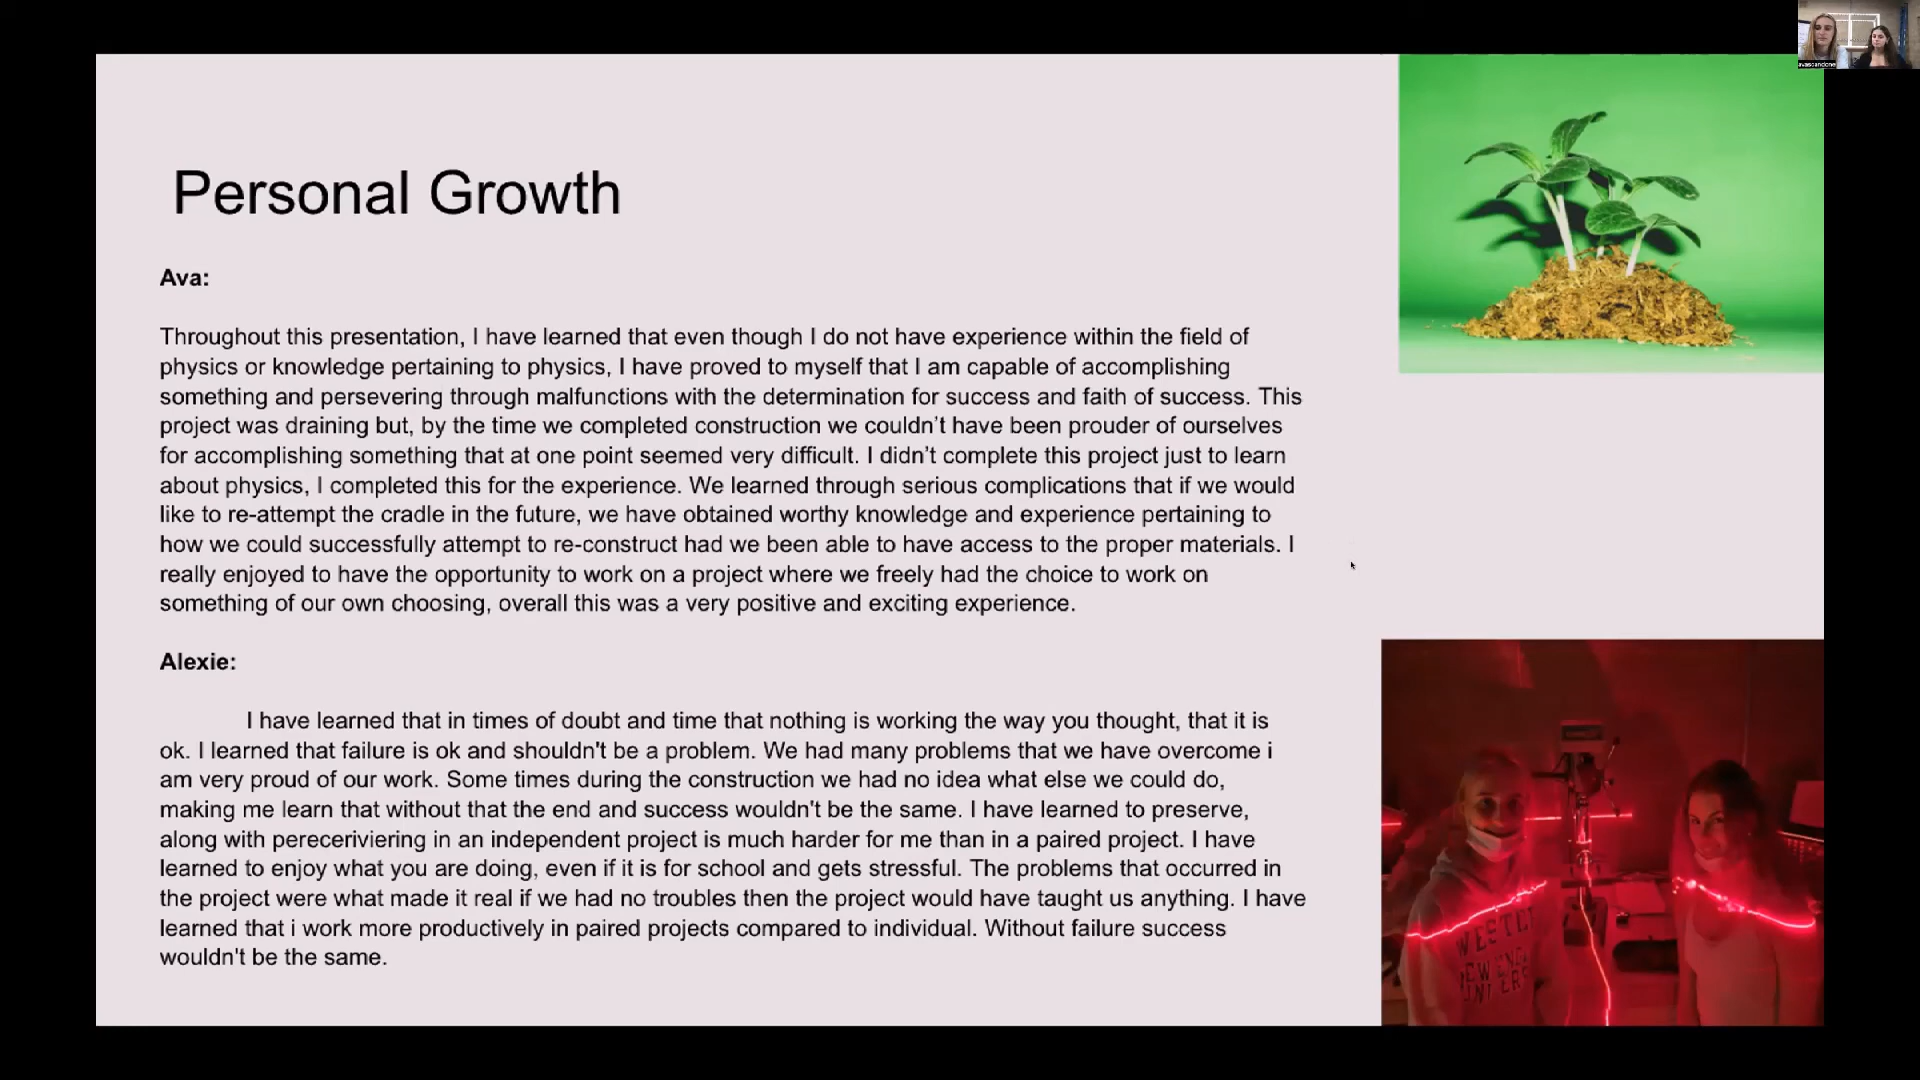 Personal Growth
Ava:
Throughout this presentation, I have learned that even though I do not have experience within the field of
physics or knowledge pertaining to physics, I have proved to myself that I am capable of accomplishing
something and persevering through malfunctions with the determination for success and faith of success. This
project was draining but, by the time we completed construction we couldn’t have been prouder of ourselves
for accomplishing something that at one point seemed very difficult. I didn’t complete this project just to learn
about physics, I completed this for the experience. We learned through serious complications that if we would
like to re-attempt the cradle in the future, we have obtained worthy knowledge and experience pertaining to
how we could successfully attempt to re-construct had we been able to have access to the proper materials. I
really enjoyed to have the opportunity to work on a project where we freely had the choice to work on
something of our own choosing, overall this was a very positive and exciting experience.
Alexie:
I have learned that in times of doubt and time that nothing is working the way you thought, that it is
ok. I learned that failure is ok and shouldn't be a problem. We had many problems that we have overcome i
am very proud of our work. Some times during the construction we had no idea what else we could do,
making me learn that without that the end and success wouldn't be the same. I have learned to preserve,
along with pereceriviering in an independent project is much harder for me than in a paired project. I have
learned to enjoy what you are doing, even if it is for school and gets stressful. The problems that occurred in
the project were what made it real if we had no troubles then the project would have taught us anything. I have
learned that i work more productively in paired projects compared to individual. Without failure success
wouldn't be the same.
avascandone
WESTE
NEW ENG
UNI ERS